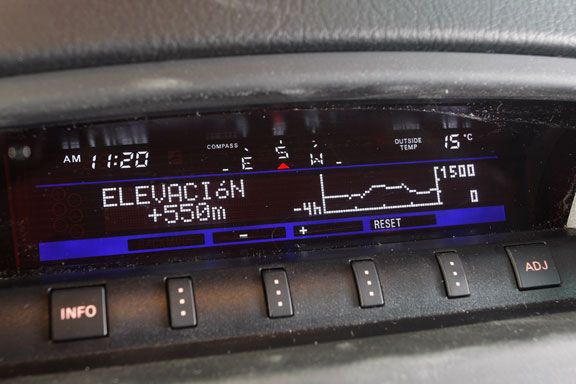 COMPASS
OUTSIDE TEMP 15 °C
AM 11:20
E S W
ELEVACIóN
+550m
1500
-4h
0
- + RESET
INFO
ADJ